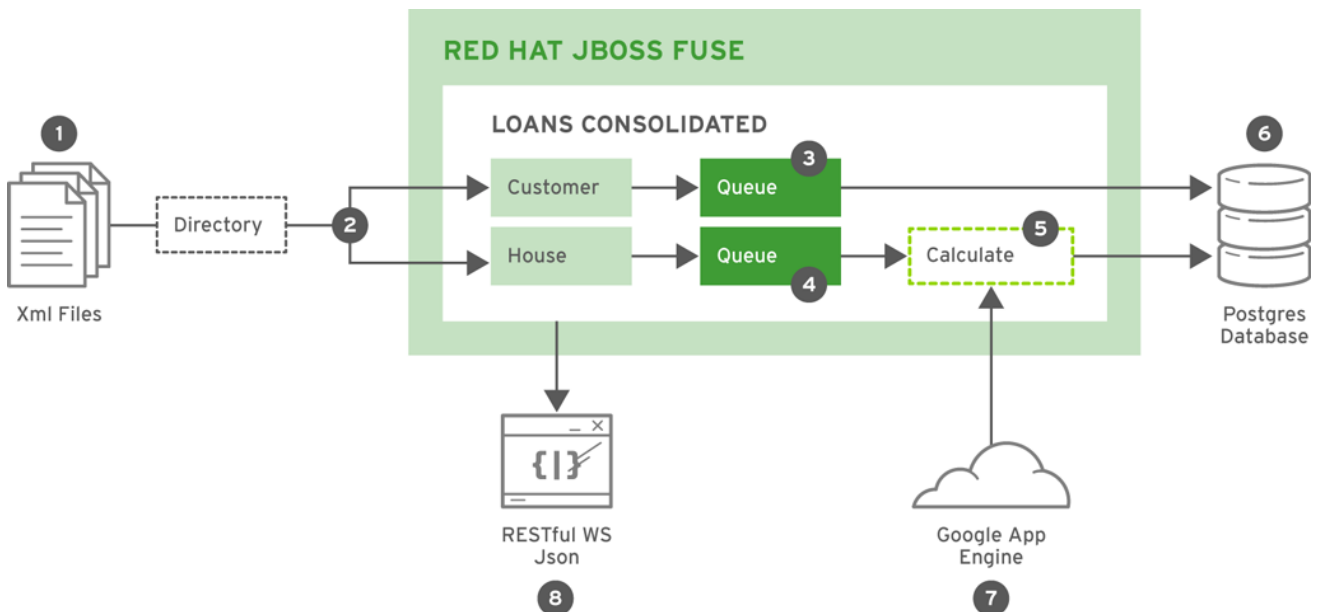 RED HAT JBOSS FUSE
LOANS CONSOLIDATED
1
Xml Files
Directory
2
Customer
Queue
3
House
Queue
4
Calculate
5
6
Postgres
Database
{|}
RESTful WS
Json
8
Google App
Engine
7